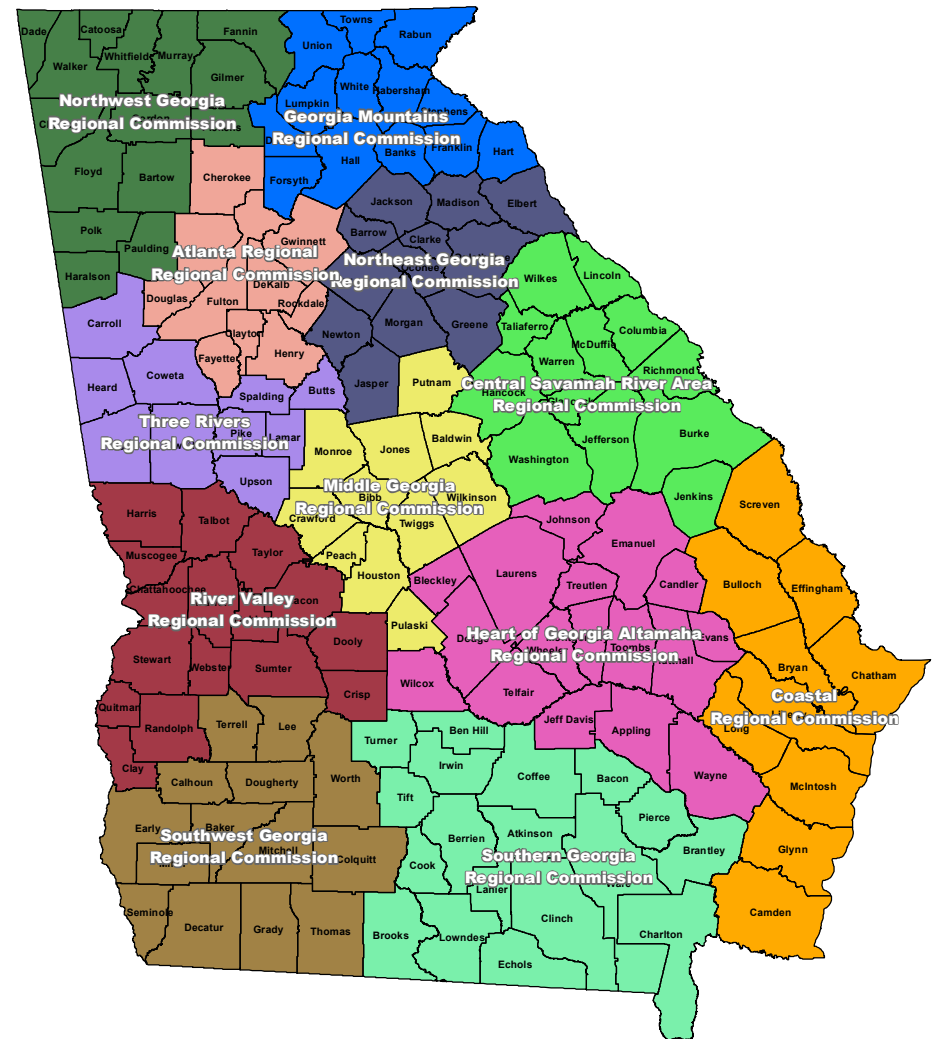 Towns
Rabun
Dade
Catoosa
Fannin
Union
Whitfield
Murray
Walker
Gilmer
White
Habersham
Northwest Georgia
Regional Commission
Lumpkin
Stephens
Georgia Mountains
Regional Commission
Banks
Franklin
Hart
Hall
Floyd
Bartow
Cherokee
Forsyth
Jackson
Madison
Elbert
Polk
Barrow
Clarke
Paulding
Gwinnett
Atlanta Regional
Regional Commission
Northeast Georgia
Regional Commission
Oconee
Haralson
DeKalb
Wilkes
Lincoln
Douglas
Fulton
Rockdale
Carroll
Clayton
Newton
Morgan
Greene
Taliaferro
Columbia
McDuffie
Fayette
Henry
Warren
Richmond
Heard
Coweta
Spalding
Butts
Jasper
Putnam
Central Savannah River Area
Regional Commission
Hancock
Three Rivers
Regional Commission
Pike
Lamar
Monroe
Jones
Baldwin
Jefferson
Burke
Washington
Upson
Middle Georgia
Regional Commission
Bibb
Wilkinson
Jenkins
Screven
Harris
Talbot
Crawford
Twiggs
Johnson
Muscogee
Taylor
Peach
Emanuel
Houston
Bleckley
Laurens
Treutlen
Candler
Bulloch
Effingham
Chattahoochee
River Valley
Regional Commission
Macon
Pulaski
Dooly
Heart of Georgia Altamaha
Regional Commission
Dodge
Toombs
Evans
Stewart
Webster
Sumter
Wilcox
Telfair
Bryan
Chatham
Crisp
Coastal
Regional Commission
Long
Quitman
Randolph
Terrell
Lee
Turner
Ben Hill
Jeff Davis
Appling
Clay
Calhoun
Dougherty
Worth
Irwin
Coffee
Bacon
Wayne
McIntosh
Tift
Pierce
Early
Baker
Southwest Georgia
Regional Commission
Mitchell
Colquitt
Berrien
Atkinson
Brantley
Glynn
Cook
Southern Georgia
Regional Commission
Lanier
Ware
Seminole
Decatur
Grady
Thomas
Brooks
Lowndes
Clinch
Charlton
Camden
Echols